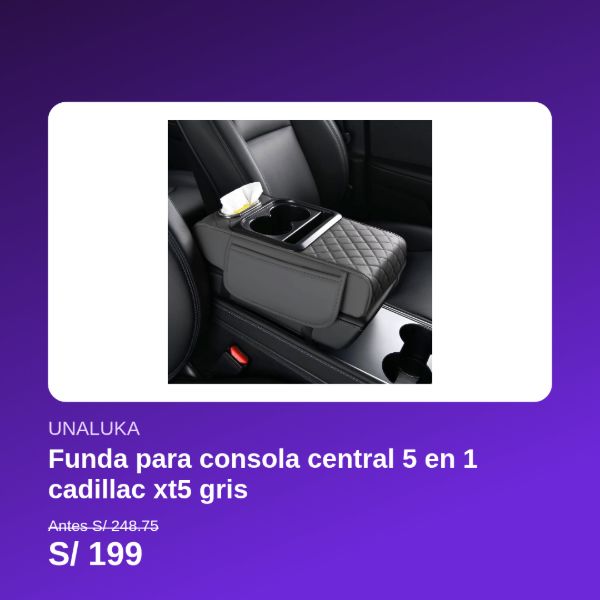 UNALUKA
Funda para consola central 5 en 1
cadillac xt5 gris
Antes S/ 248.75
S/ 199